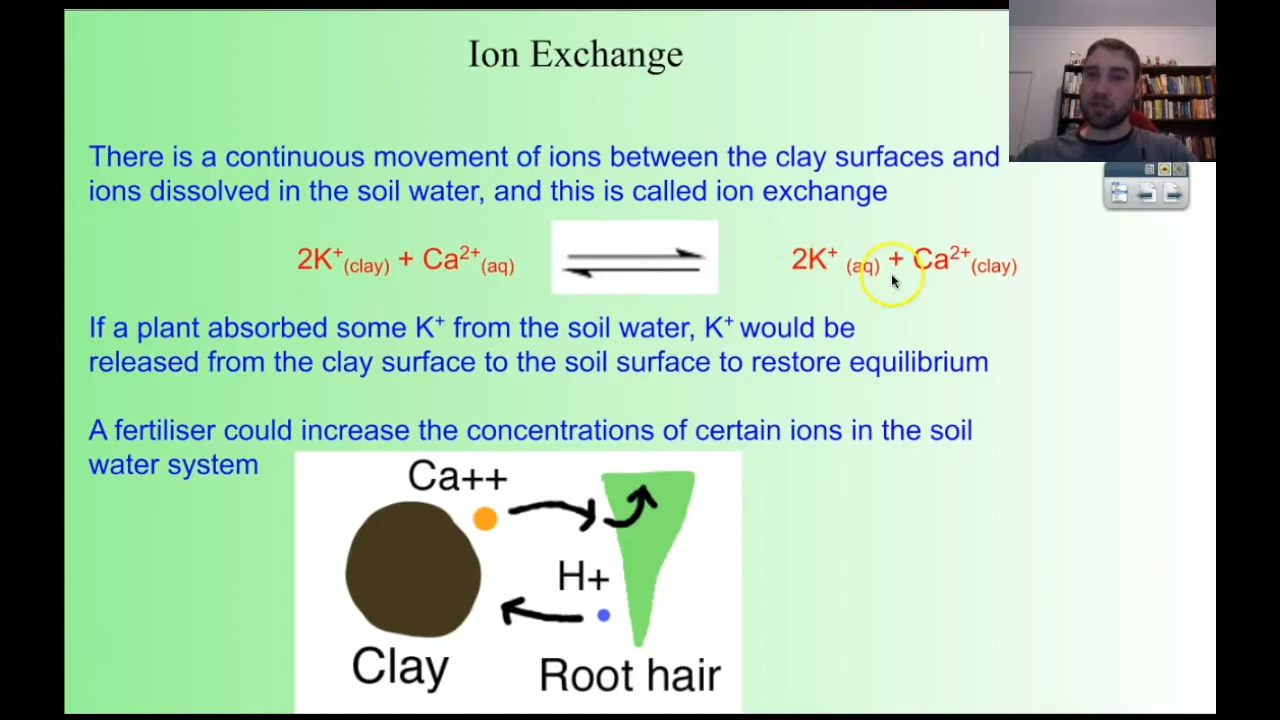 Ion Exchange
There is a continuous movement of ions between the clay surfaces and
ions dissolved in the soil water, and this is called ion exchange
2K⁺(clay) + Ca²⁺(aq) ⇌ 2K⁺ (aq) + Ca²⁺(clay)
If a plant absorbed some K⁺ from the soil water, K⁺ would be
released from the clay surface to the soil surface to restore equilibrium
A fertiliser could increase the concentrations of certain ions in the soil
water system
Ca++
H+
Clay
Root hair